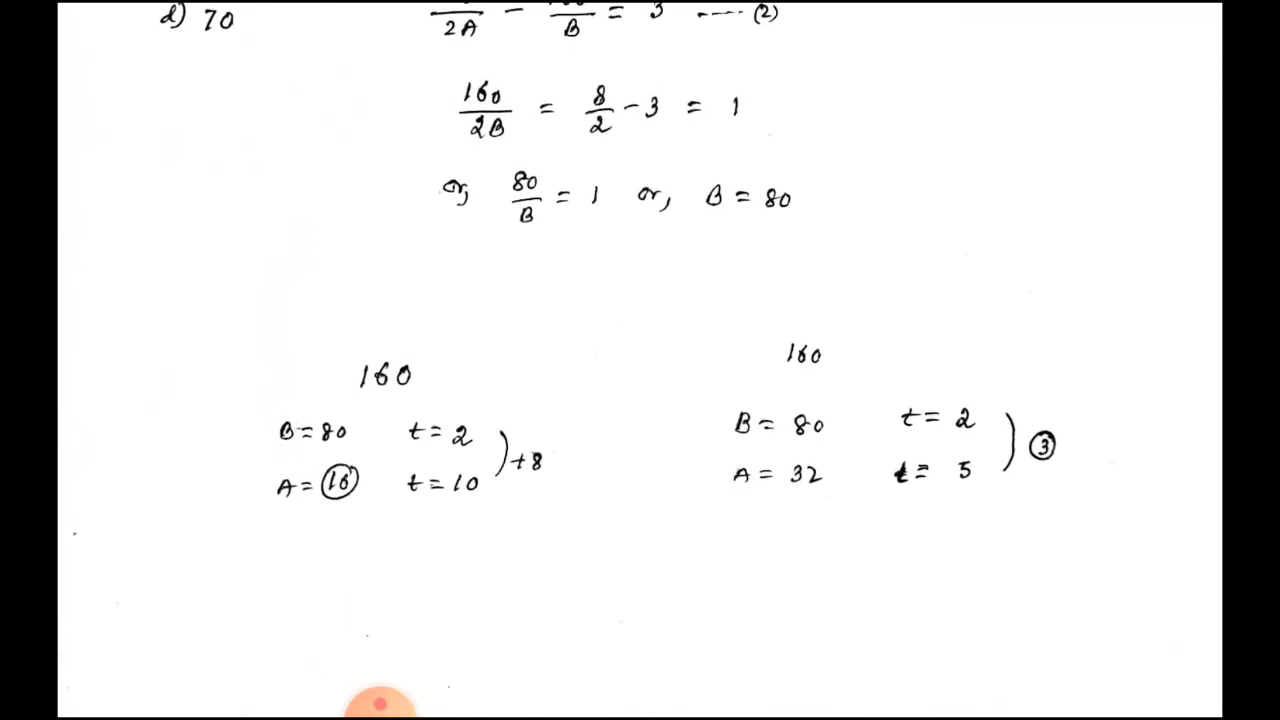 d) 70
/2A - /B = 3 ----- (2)
160/2B = 8/2 - 3 = 1
or, 80/B = 1 or, B = 80
160
B = 80 t = 2
A = 16 t = 10 ) +8
160
B = 80 t = 2
A = 32 t = 5 ) 3